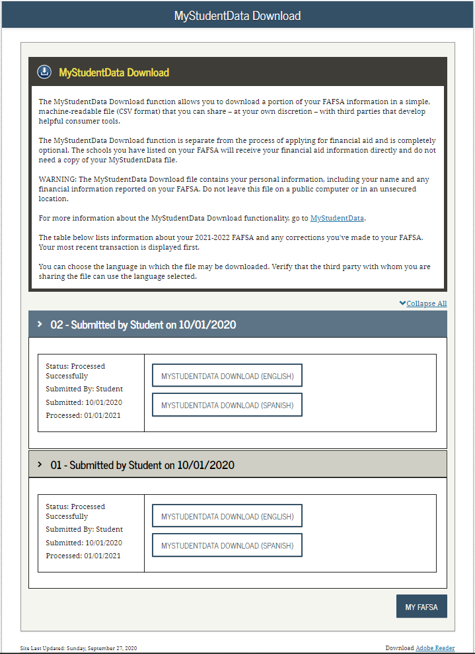 MyStudentData Download
MyStudentData Download
The MyStudentData Download function allows you to download a portion of your FAFSA information in a simple,
machine-readable file (CSV format) that you can share – at your own discretion – with third parties that develop
helpful consumer tools.
The MyStudentData Download function is separate from the process of applying for financial aid and is completely
optional. The schools you have listed on your FAFSA will receive your financial aid information directly and do not
need a copy of your MyStudentData file.
WARNING: The MyStudentData Download file contains your personal information, including your name and any
financial information reported on your FAFSA. Do not leave this file on a public computer or in an unsecured
location.
For more information about the MyStudentData Download functionality, go to MyStudentData.
The table below lists information about your 2021-2022 FAFSA and any corrections you've made to your FAFSA.
Your most recent transaction is displayed first.
You can choose the language in which the file may be downloaded. Verify that the third party with whom you are
sharing the file can use the language selected.
Collapse All
02 - Submitted by Student on 10/01/2020
Status: Processed
Successfully
Submitted By: Student
Submitted: 10/01/2020
Processed: 01/01/2021
MYSTUDENTDATA DOWNLOAD (ENGLISH)
MYSTUDENTDATA DOWNLOAD (SPANISH)
01 - Submitted by Student on 10/01/2020
Status: Processed
Successfully
Submitted By: Student
Submitted: 10/01/2020
Processed: 01/01/2021
MYSTUDENTDATA DOWNLOAD (ENGLISH)
MYSTUDENTDATA DOWNLOAD (SPANISH)
MY FAFSA
Site Last Updated: Sunday, September 27, 2020
Download Adobe Reader